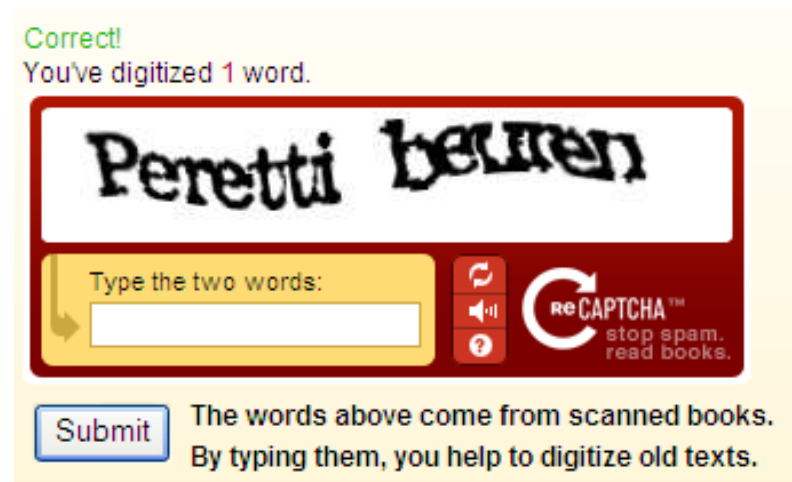 Correct!
You've digitized 1 word.
Peretti beuren
Type the two words:
ReCAPTCHA™
stop spam.
read books.
Submit
The words above come from scanned books.
By typing them, you help to digitize old texts.